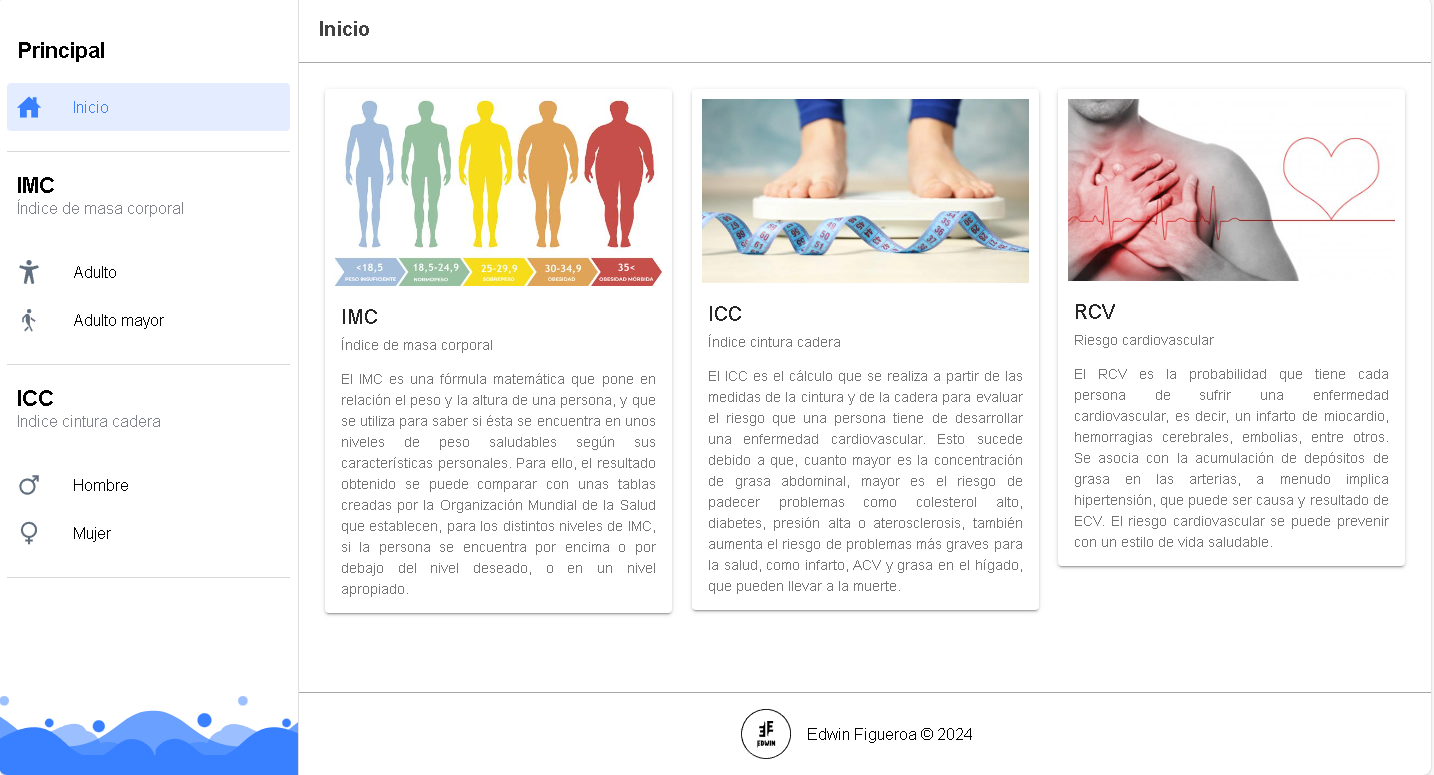 Principal
Inicio
IMC
Índice de masa corporal
Adulto
Adulto mayor
ICC
Indice cintura cadera
Hombre
Mujer
Inicio
<18,5
PESO INSUFICIENTE
18,5-24,9
NORMOPESO
25-29,9
SOBREPESO
30-34,9
OBESIDAD
35<
OBESIDAD MÓRBIDA
IMC
Índice de masa corporal
El IMC es una fórmula matemática que pone en
relación el peso y la altura de una persona, y que
se utiliza para saber si ésta se encuentra en unos
niveles de peso saludables según sus
características personales. Para ello, el resultado
obtenido se puede comparar con unas tablas
creadas por la Organización Mundial de la Salud
que establecen, para los distintos niveles de IMC,
si la persona se encuentra por encima o por
debajo del nivel deseado, o en un nivel
apropiado.
ICC
Índice cintura cadera
El ICC es el cálculo que se realiza a partir de las
medidas de la cintura y de la cadera para evaluar
el riesgo que una persona tiene de desarrollar
una enfermedad cardiovascular. Esto sucede
debido a que, cuanto mayor es la concentración
de grasa abdominal, mayor es el riesgo de
padecer problemas como colesterol alto,
diabetes, presión alta o aterosclerosis, también
aumenta el riesgo de problemas más graves para
la salud, como infarto, ACV y grasa en el hígado,
que pueden llevar a la muerte.
RCV
Riesgo cardiovascular
El RCV es la probabilidad que tiene cada
persona de sufrir una enfermedad
cardiovascular, es decir, un infarto de miocardio,
hemorragias cerebrales, embolias, entre otros.
Se asocia con la acumulación de depósitos de
grasa en las arterias, a menudo implica
hipertensión, que puede ser causa y resultado de
ECV. El riesgo cardiovascular se puede prevenir
con un estilo de vida saludable.
EDWIN
Edwin Figueroa © 2024